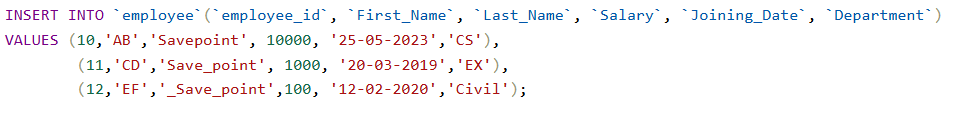 INSERT INTO `employee`(`employee_id`, `First_Name`, `Last_Name`, `Salary`, `Joining_Date`, `Department`)
VALUES (10,'AB','Savepoint', 10000, '25-05-2023','CS'),
(11,'CD','Save_point', 1000, '20-03-2019','EX'),
(12,'EF','_Save_point',100, '12-02-2020','Civil');